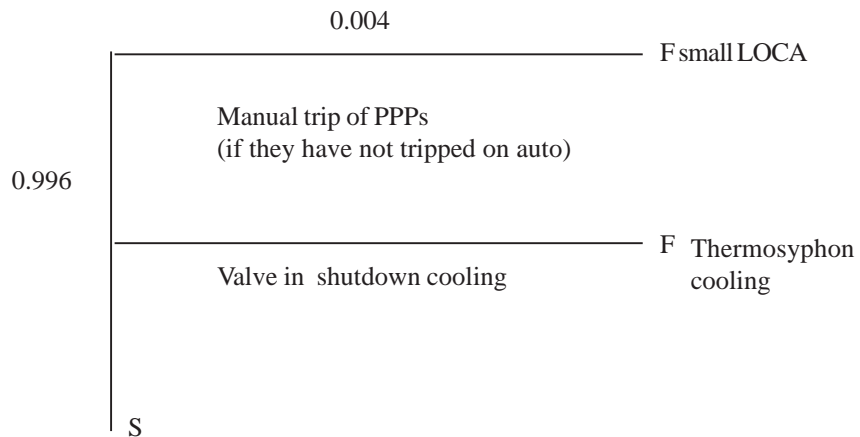 0.004
F small LOCA
Manual trip of PPPs
(if they have not tripped on auto)
0.996
F Thermosyphon
cooling
Valve in shutdown cooling
S